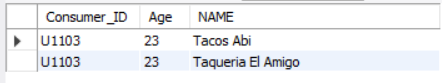 Consumer_ID Age NAME
U1103 23 Tacos Abi
U1103 23 Taqueria El Amigo